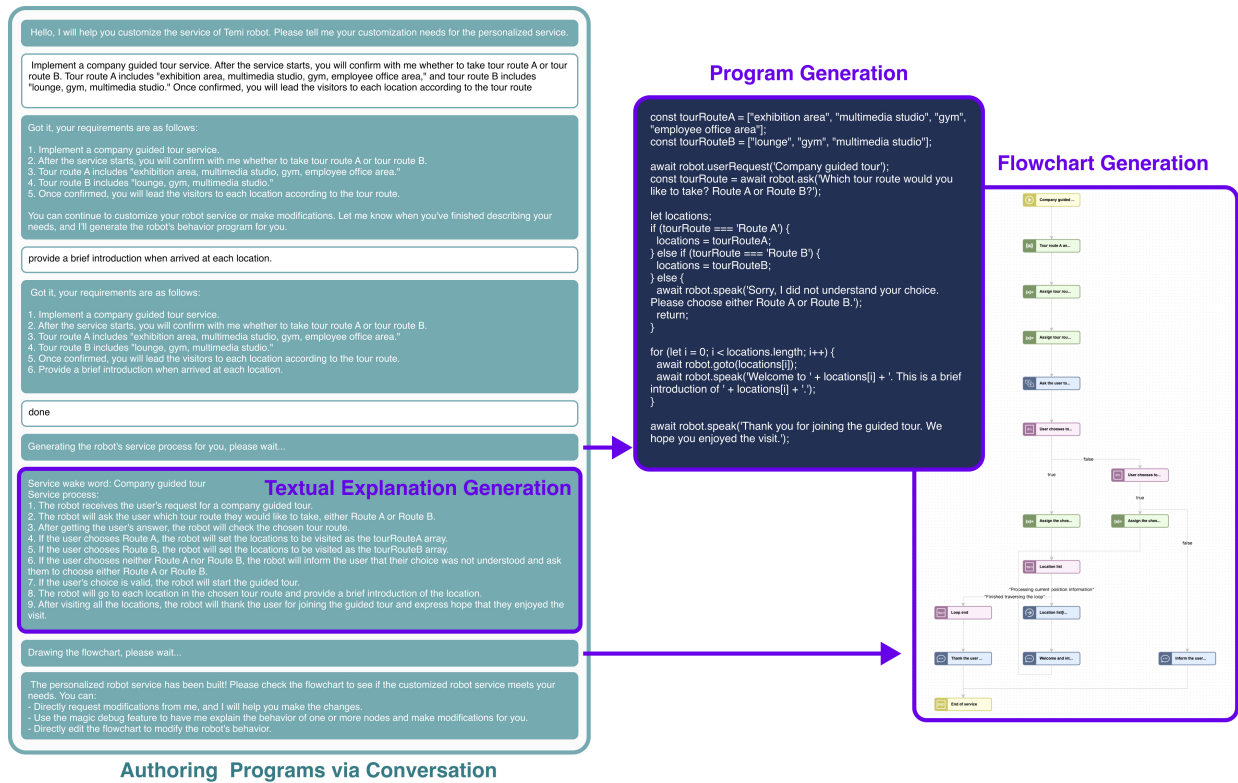 Hello, I will help you customize the service of Temi robot. Please tell me your customization needs for the personalized service.
Implement a company guided tour service. After the service starts, you will confirm with me whether to take tour route A or tour
route B. Tour route A includes "exhibition area, multimedia studio, gym, employee office area," and tour route B includes
"lounge, gym, multimedia studio." Once confirmed, you will lead the visitors to each location according to the tour route
Got it, your requirements are as follows:
1. Implement a company guided tour service.
2. After the service starts, you will confirm with me whether to take tour route A or tour route B.
3. Tour route A includes "exhibition area, multimedia studio, gym, employee office area."
4. Tour route B includes "lounge, gym, multimedia studio."
5. Once confirmed, you will lead the visitors to each location according to the tour route.
You can continue to customize your robot service or make modifications. Let me know when you've finished describing your
needs, and I'll generate the robot's behavior program for you.
provide a brief introduction when arrived at each location.
Got it, your requirements are as follows:
1. Implement a company guided tour service.
2. After the service starts, you will confirm with me whether to take tour route A or tour route B.
3. Tour route A includes "exhibition area, multimedia studio, gym, employee office area."
4. Tour route B includes "lounge, gym, multimedia studio."
5. Once confirmed, you will lead the visitors to each location according to the tour route.
6. Provide a brief introduction when arrived at each location.
done
Generating the robot's service process for you, please wait...
Textual Explanation Generation
Service wake word: Company guided tour
Service process:
1. The robot receives the user's request for a company guided tour.
2. The robot will ask the user which tour route they would like to take, either Route A or Route B.
3. After getting the user's answer, the robot will check the chosen tour route.
4. If the user chooses Route A, the robot will set the locations to be visited as the tourRouteA array.
5. If the user chooses Route B, the robot will set the locations to be visited as the tourRouteB array.
6. If the user chooses neither Route A nor Route B, the robot will inform the user that their choice was not understood and ask
them to choose either Route A or Route B.
7. If the user's choice is valid, the robot will start the guided tour.
8. The robot will go to each location in the chosen tour route and provide a brief introduction of the location.
9. After visiting all the locations, the robot will thank the user for joining the guided tour and express hope that they enjoyed the
visit.
Drawing the flowchart, please wait...
The personalized robot service has been built! Please check the flowchart to see if the customized robot service meets your
needs. You can:
- Directly request modifications from me, and I will help you make the changes.
- Use the magic debug feature to have me explain the behavior of one or more nodes and make modifications for you.
- Directly edit the flowchart to modify the robot's behavior.
Authoring Programs via Conversation
Program Generation
const tourRouteA = ["exhibition area", "multimedia studio", "gym",
"employee office area"];
const tourRouteB = ["lounge", "gym", "multimedia studio"];
await robot.userRequest('Company guided tour');
const tourRoute = await robot.ask('Which tour route would you
like to take? Route A or Route B?');
let locations;
if (tourRoute === 'Route A') {
locations = tourRouteA;
} else if (tourRoute === 'Route B') {
locations = tourRouteB;
} else {
await robot.speak('Sorry, I did not understand your choice.
Please choose either Route A or Route B.');
return;
}
for (let i = 0; i < locations.length; i++) {
await robot.goto(locations[i]);
await robot.speak('Welcome to ' + locations[i] + '. This is a brief
introduction of ' + locations[i] + '.');
}
await robot.speak('Thank you for joining the guided tour. We
hope you enjoyed the visit.');
Flowchart Generation
Company guided ...
Tour route A an...
Assign tour rou...
Assign tour rou...
Ask the user to...
User chooses to...
false
true
User chooses to...
true
Assign the choc...
Assign the choc...
false
Location list
"Processing current position information"
"Finished traversing the loop"
Loop end
Location list[i...
Thank the user ...
Welcome and int...
Inform the user...
End of service